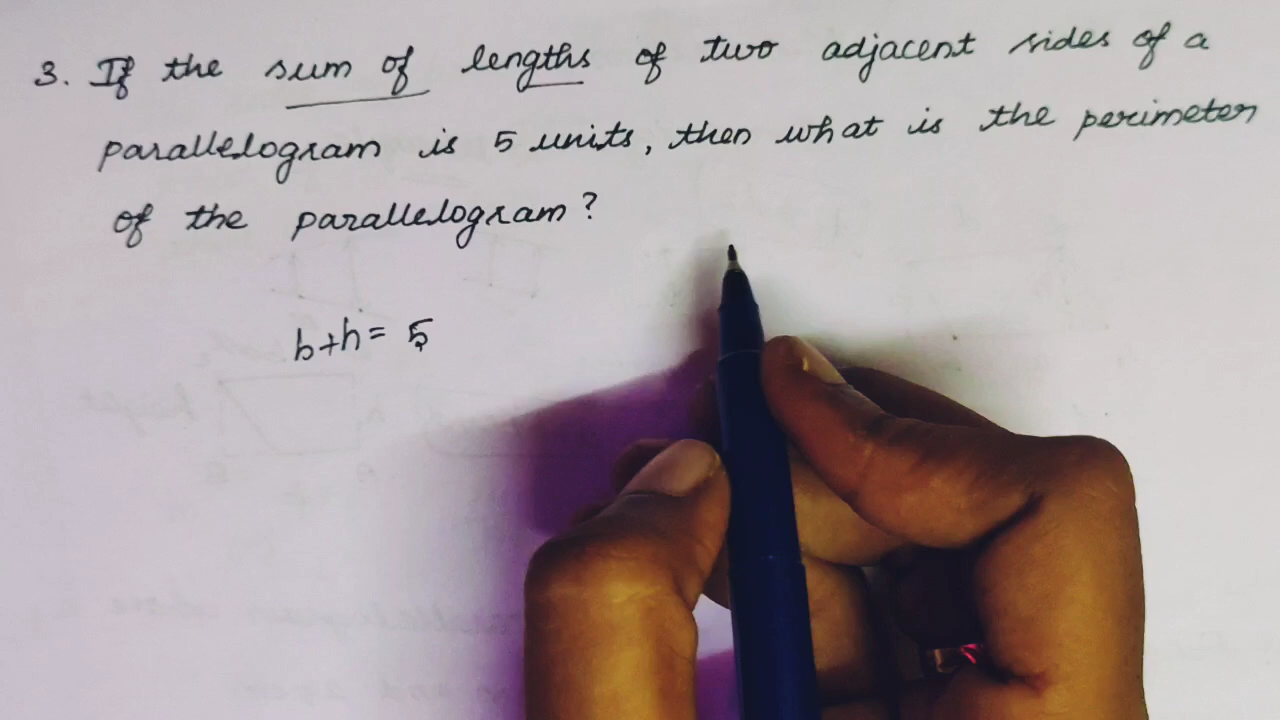 3. If the sum of lengths of two adjacent sides of a
parallelogram is 5 units, then what is the perimeter
of the parallelogram?
b+h = 5